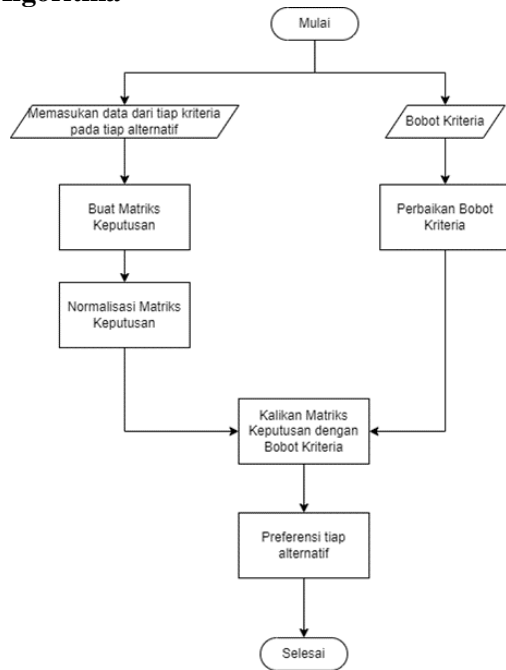 Mulai
Memasukan data dari tiap kriteria
pada tiap alternatif
Bobot Kriteria
Buat Matriks
Keputusan
Perbaikan Bobot
Kriteria
Normalisasi Matriks
Keputusan
Kalikan Matriks
Keputusan dengan
Bobot Kriteria
Preferensi tiap
alternatif
Selesai